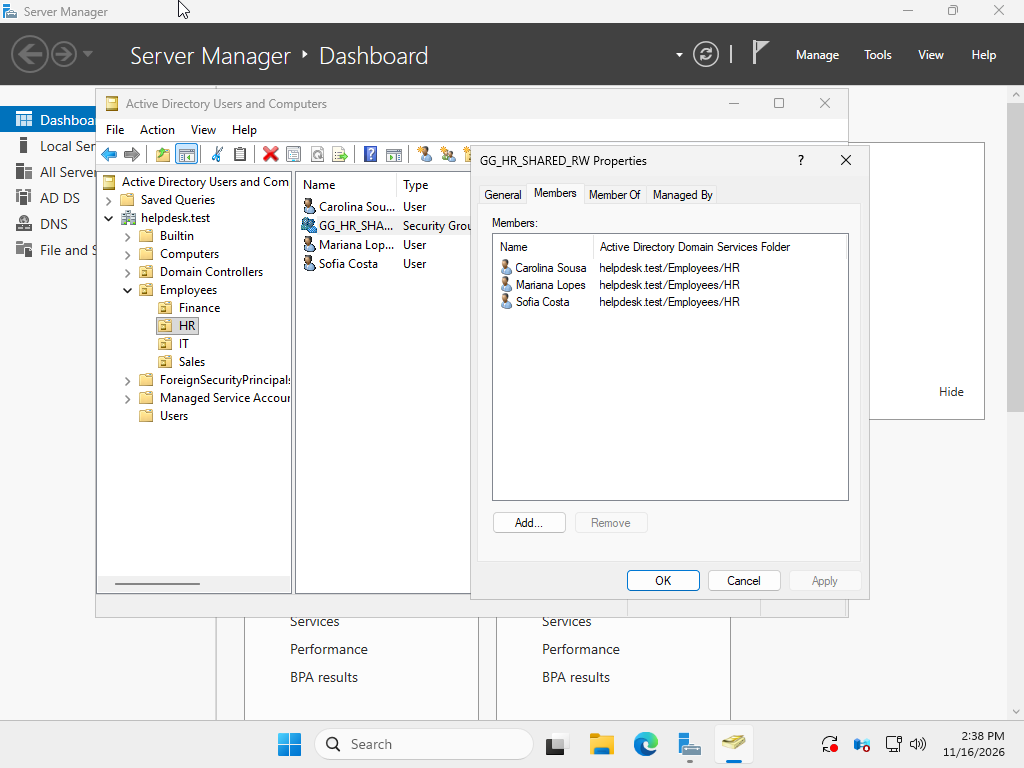 Server Manager
Server Manager ‣ Dashboard
Manage Tools View Help
Dashboa
Local Ser
All Server
AD DS
DNS
File and S
Active Directory Users and Computers
File Action View Help
Active Directory Users and Com
Saved Queries
helpdesk.test
Builtin
Computers
Domain Controllers
Employees
Finance
HR
IT
Sales
ForeignSecurityPrincipals
Managed Service Accour
Users
Name Type
Carolina Sou... User
GG_HR_SHA... Security Grou
Mariana Lop... User
Sofia Costa User
GG_HR_SHARED_RW Properties
?
General Members Member Of Managed By
Members:
Name Active Directory Domain Services Folder
Carolina Sousa helpdesk.test/Employees/HR
Mariana Lopes helpdesk.test/Employees/HR
Sofia Costa helpdesk.test/Employees/HR
Add... Remove
OK Cancel Apply
Hide
Services Services
Performance Performance
BPA results BPA results
Search
2:38 PM
11/16/2026